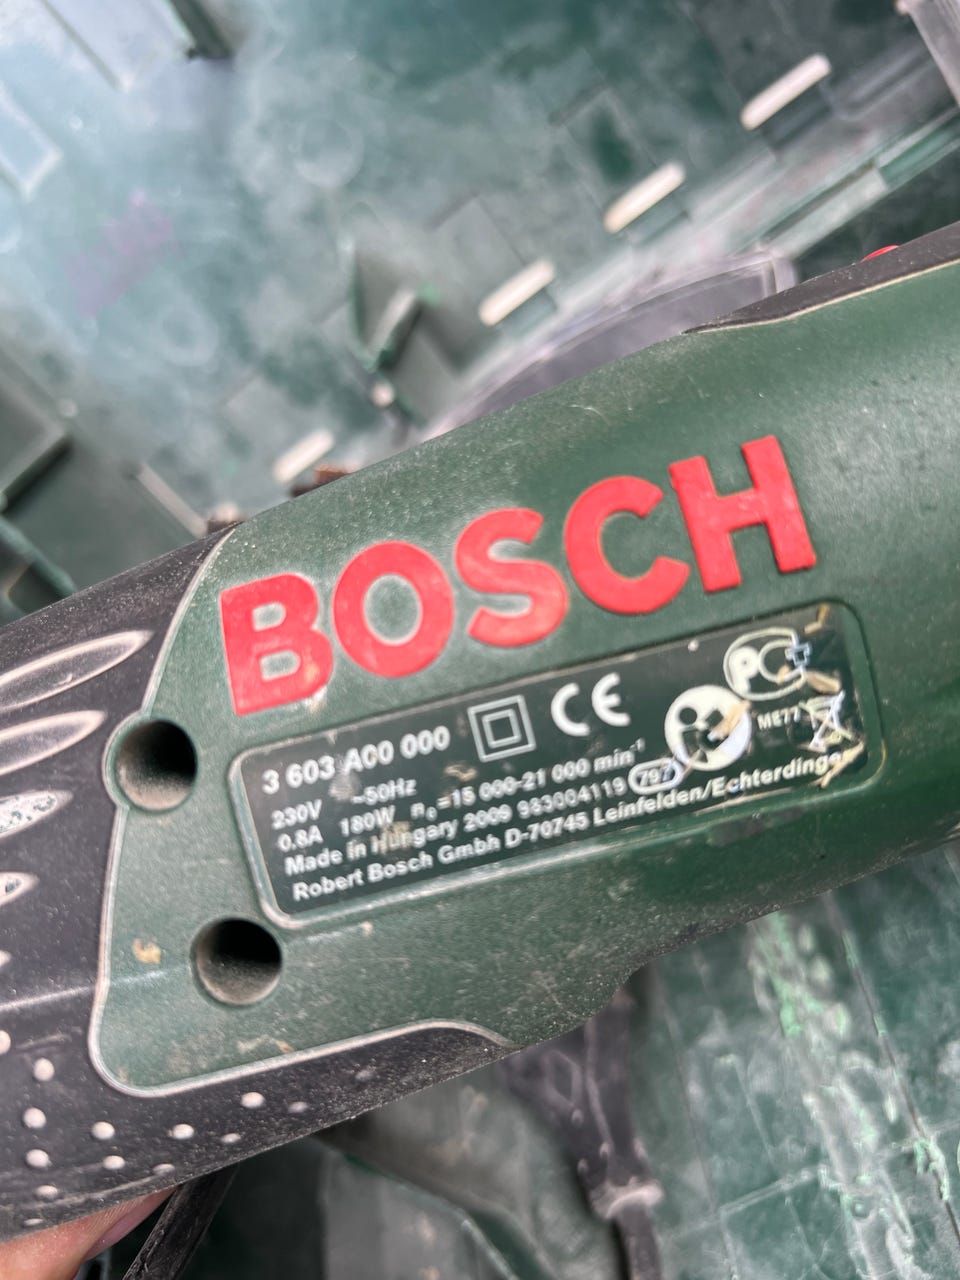 BOSCH
3 603 AC0 000
CE
PC
230V ~50Hz
0.8A 180W n₀=15 000-21 000 min⁻¹
ME77
Made in Hungary 2009 983004119 797
Robert Bosch Gmbh D-70745 Leinfelden/Echterdingen